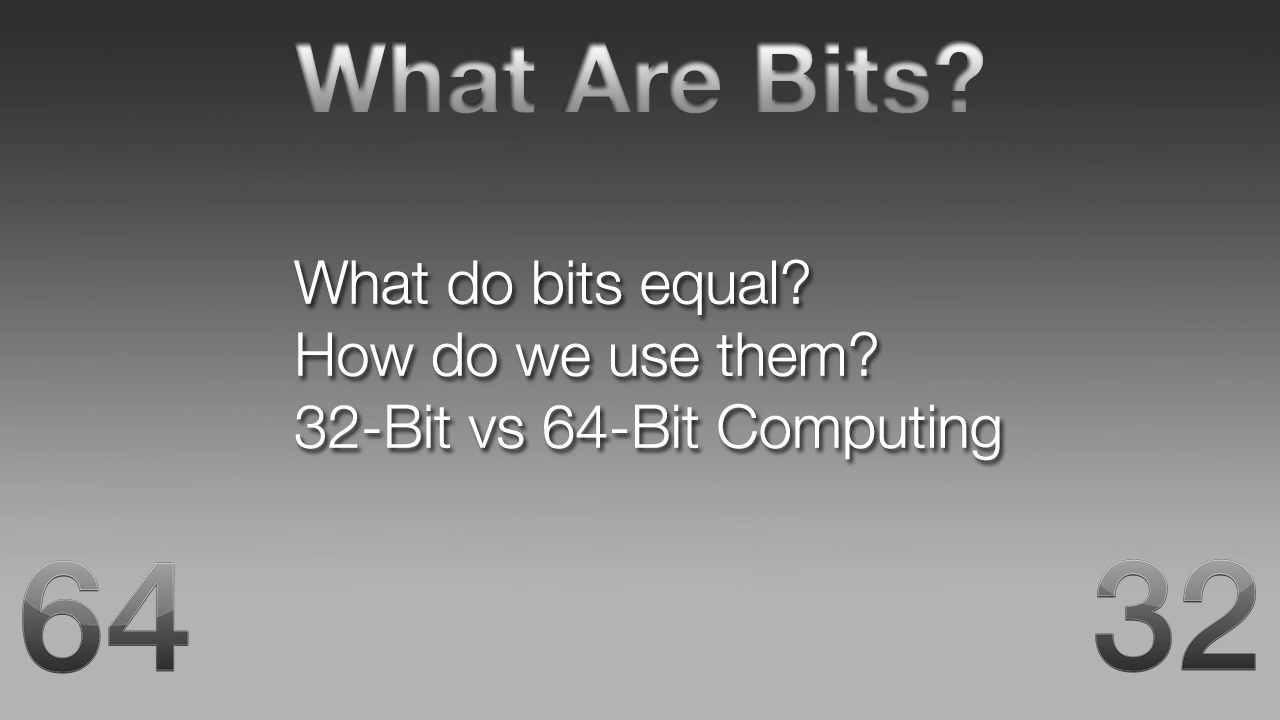 What Are Bits?
What do bits equal?
How do we use them?
32-Bit vs 64-Bit Computing
64
32